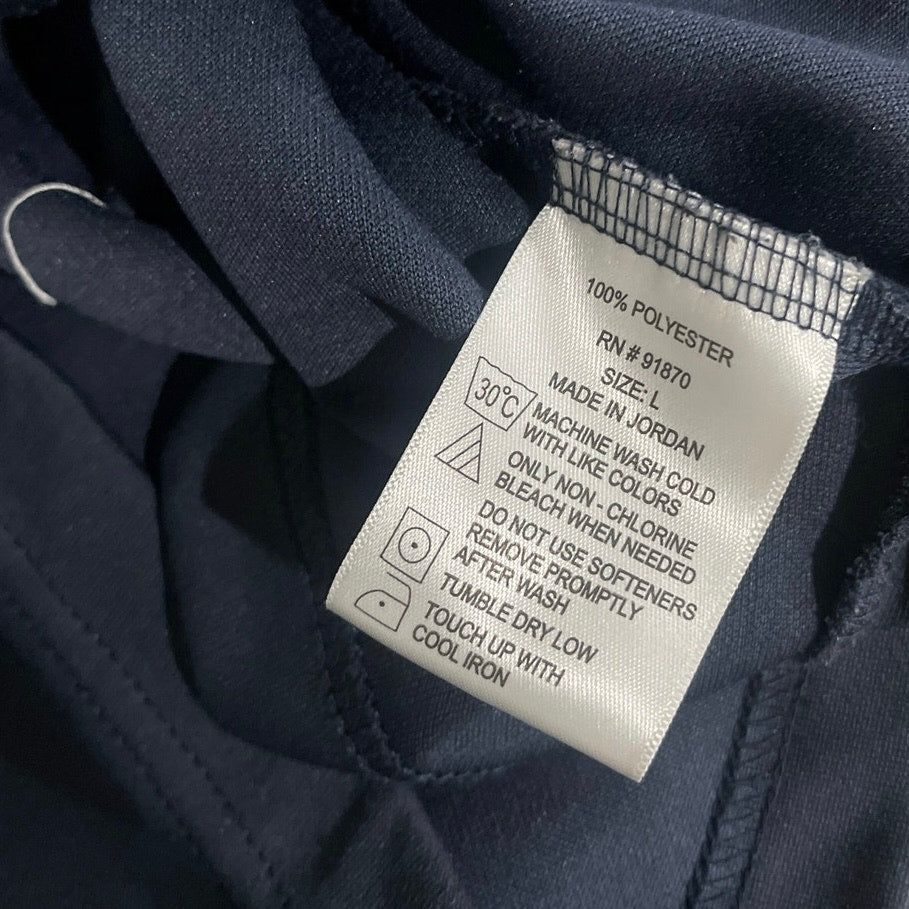 100% POLYESTER
RN # 91870
SIZE: L
MADE IN JORDAN
30°C
MACHINE WASH COLD
WITH LIKE COLORS
ONLY NON - CHLORINE
BLEACH WHEN NEEDED
DO NOT USE SOFTENERS
REMOVE PROMPTLY
AFTER WASH
TUMBLE DRY LOW
TOUCH UP WITH
COOL IRON